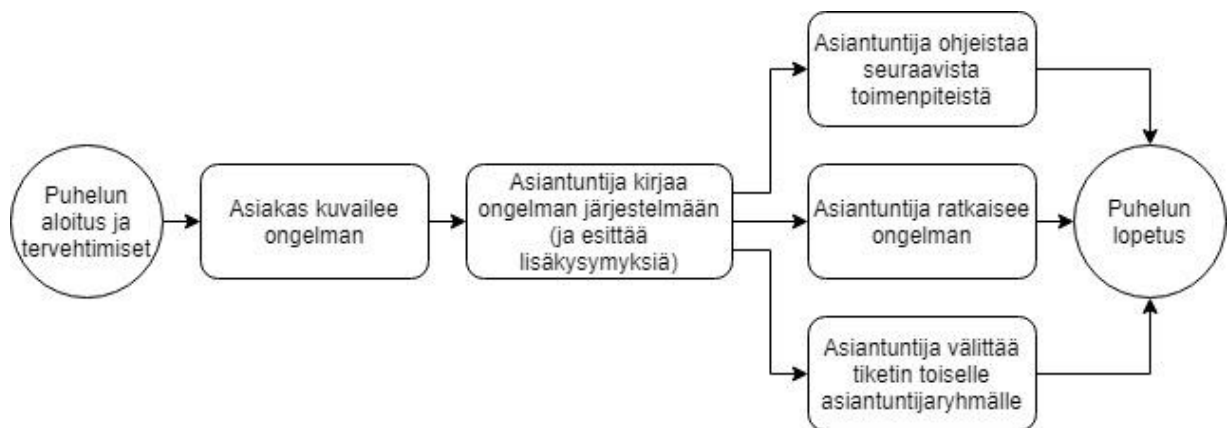 Puhelun
aloitus ja
tervehtimiset
Asiakas kuvailee
ongelman
Asiantuntija kirjaa
ongelman järjestelmään
(ja esittää
lisäkysymyksiä)
Asiantuntija ohjeistaa
seuraavista
toimenpiteistä
Asiantuntija ratkaisee
ongelman
Asiantuntija välittää
tiketin toiselle
asiantuntijaryhmälle
Puhelun
lopetus